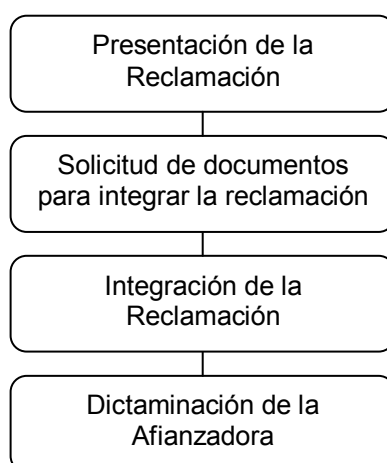 Presentación de la
Reclamación
Solicitud de documentos
para integrar la reclamación
Integración de la
Reclamación
Dictaminación de la
Afianzadora